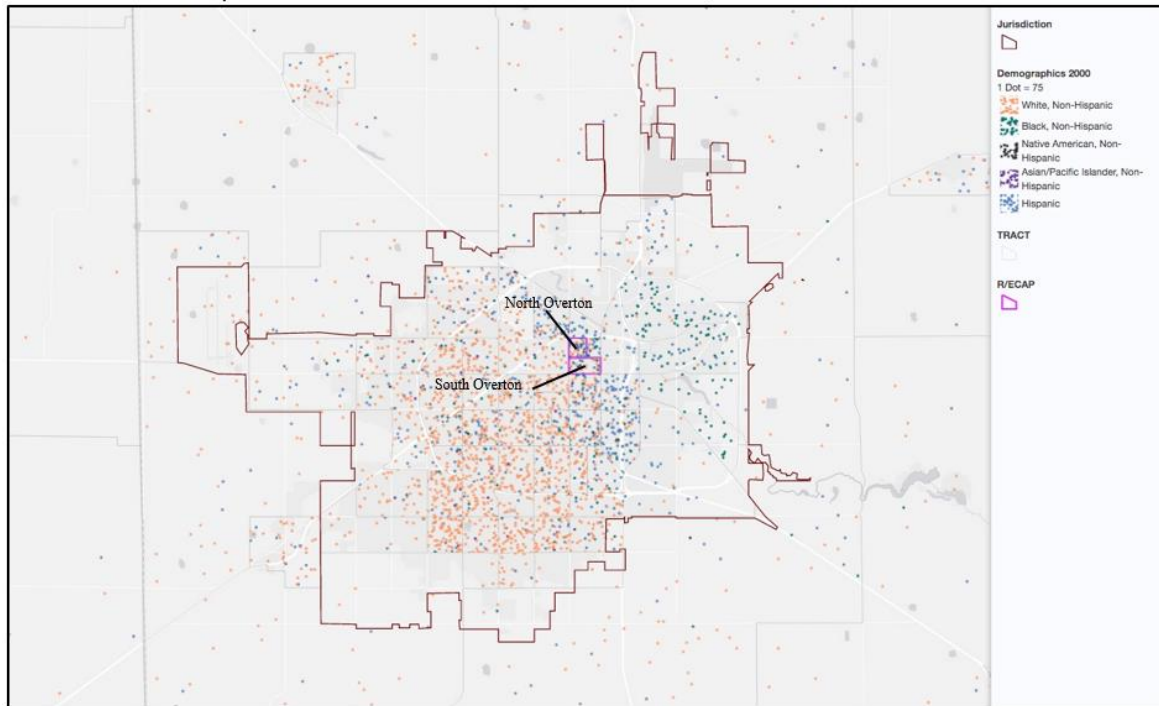 Jurisdiction
Demographics 2000
1 Dot = 75
White, Non-Hispanic
Black, Non-Hispanic
Native American, Non-
Hispanic
Asian/Pacific Islander, Non-
Hispanic
Hispanic
TRACT
R/ECAP
North Overton
South Overton